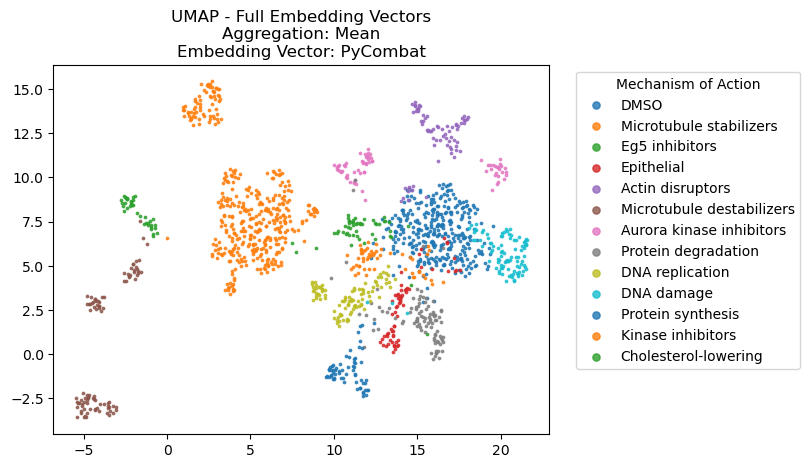 UMAP - Full Embedding Vectors
Aggregation: Mean
Embedding Vector: PyCombat
15.0
12.5
10.0
7.5
5.0
2.5
0.0
−2.5
−5
0
5
10
15
20
Mechanism of Action
DMSO
Microtubule stabilizers
Eg5 inhibitors
Epithelial
Actin disruptors
Microtubule destabilizers
Aurora kinase inhibitors
Protein degradation
DNA replication
DNA damage
Protein synthesis
Kinase inhibitors
Cholesterol-lowering